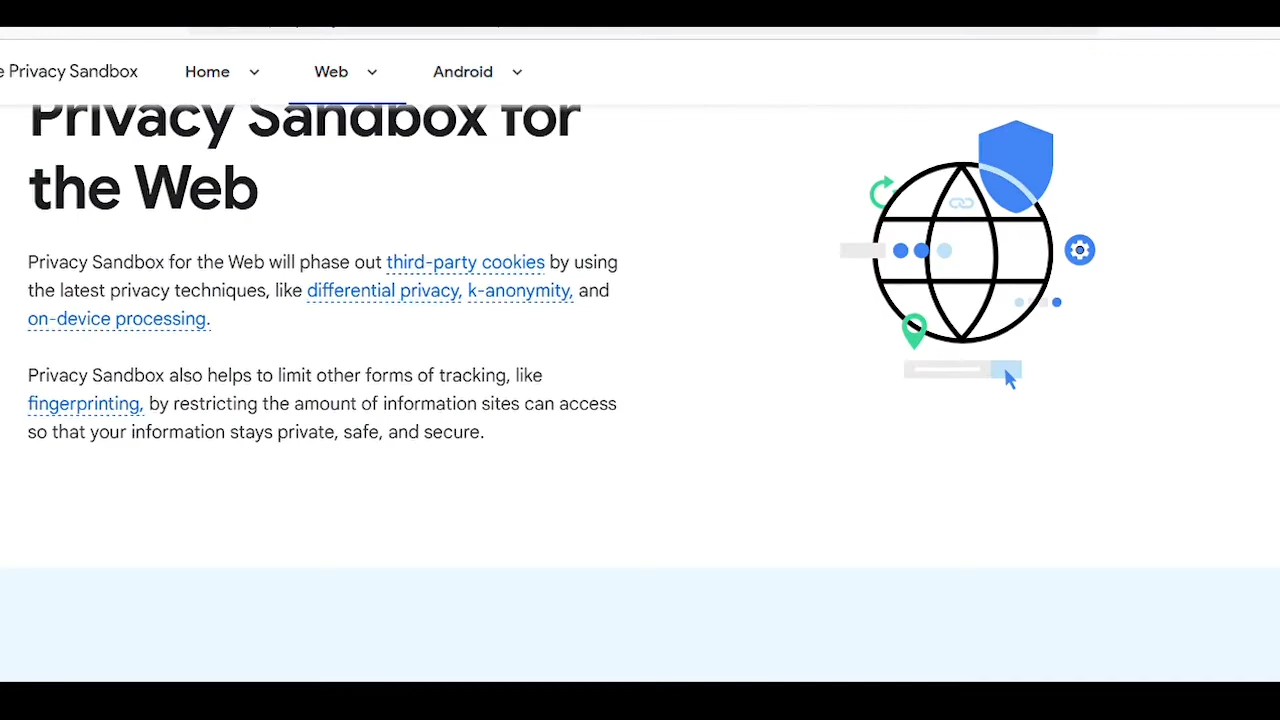 Privacy Sandbox
Home
Web
Android
Privacy Sandbox for
the Web
Privacy Sandbox for the Web will phase out third-party cookies by using
the latest privacy techniques, like differential privacy, k-anonymity, and
on-device processing.
Privacy Sandbox also helps to limit other forms of tracking, like
fingerprinting, by restricting the amount of information sites can access
so that your information stays private, safe, and secure.